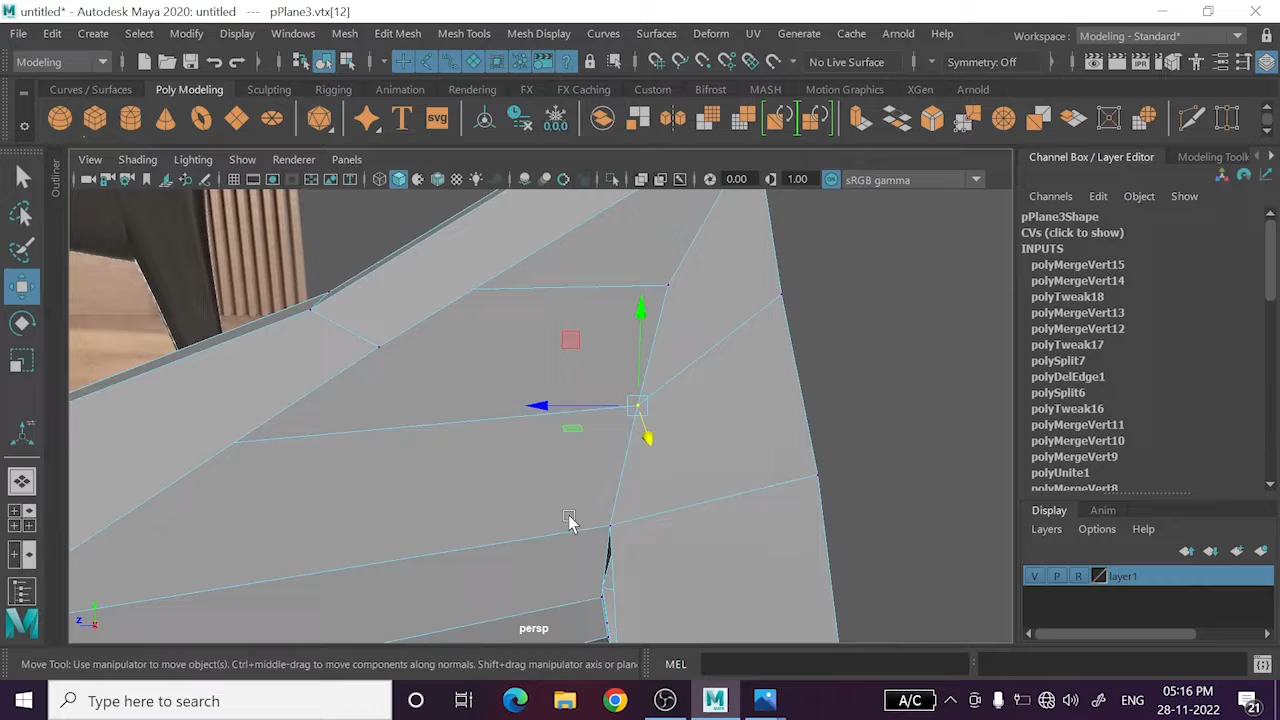 untitled* - Autodesk Maya 2020: untitled   ---   pPlane3.vtx[12]
File Edit Create Select Modify Display Windows Mesh Edit Mesh Mesh Tools Mesh Display Curves Surfaces Deform UV Generate Cache Arnold Help Workspace : Modeling - Standard*
Modeling No Live Surface Symmetry: Off
Curves / Surfaces Poly Modeling Sculpting Rigging Animation Rendering FX FX Caching Custom Bifrost MASH Motion Graphics XGen Arnold
svg 0,0,0
View Shading Lighting Show Renderer Panels
0.00 1.00 ON sRGB gamma
Outliner
Channel Box / Layer Editor Modeling Toolk
Channels Edit Object Show
pPlane3Shape
CVs (click to show)
INPUTS
polyMergeVert15
polyTweak18
polyMergeVert14
polyMergeVert13
polyMergeVert12
polyTweak17
polySplit7
polyDelEdge1
polySplit6
polyTweak16
polyMergeVert11
polyMergeVert10
polyMergeVert9
polyUnite1
polyMergeVert8
Display Anim
Layers Options Help
V P R layer1
y
z
persp
Move Tool: Use manipulator to move object(s). Ctrl+middle-drag to move components along normals. Shift+drag manipulator axis or plane
MEL
Type here to search
A/C
ENG
05:16 PM
28-11-2022
21